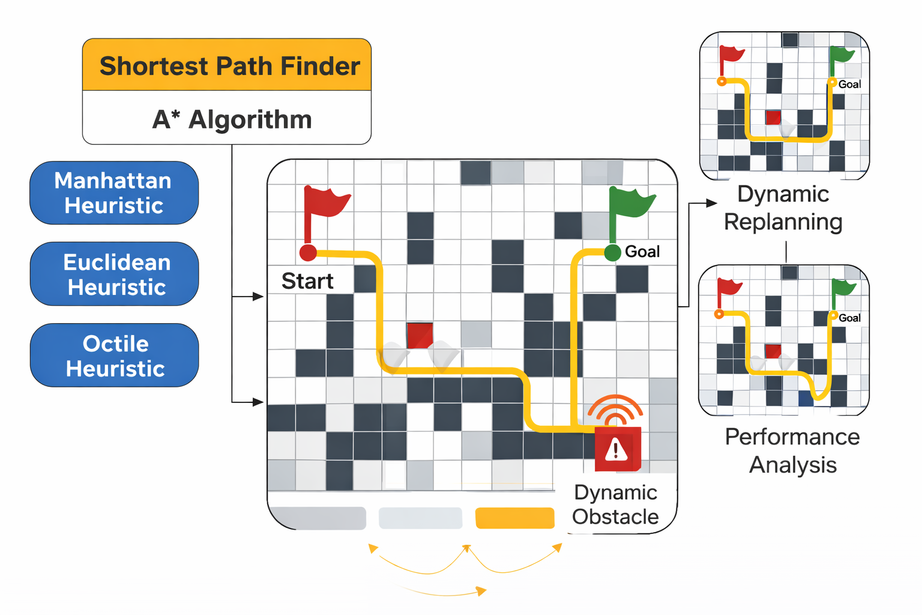 Shortest Path Finder
A* Algorithm
Manhattan
Heuristic
Euclidean
Heuristic
Octile
Heuristic
Start
Goal
Dynamic
Obstacle
Goal
Dynamic
Replanning
Goal
Performance
Analysis